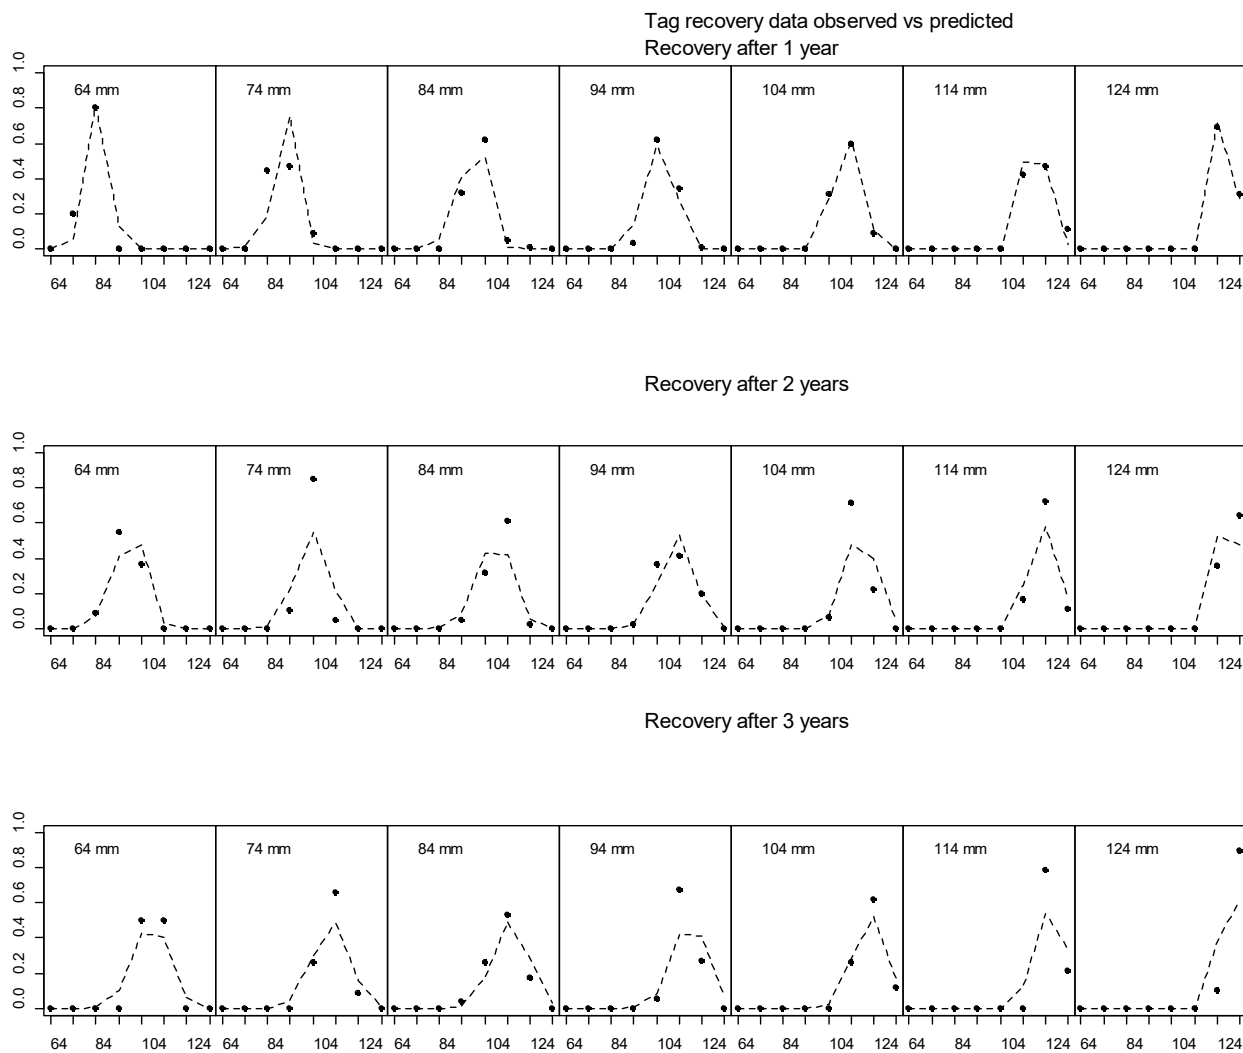 Tag recovery data observed vs predicted
Recovery after 1 year
0.0 0.2 0.4 0.6 0.8 1.0
64 mm 74 mm 84 mm 94 mm 104 mm 114 mm 124 mm
64 84 104 124 64 84 104 124 64 84 104 124 64 84 104 124 64 84 104 124 64 84 104 124 64 84 104 124
Recovery after 2 years
0.0 0.2 0.4 0.6 0.8 1.0
64 mm 74 mm 84 mm 94 mm 104 mm 114 mm 124 mm
64 84 104 124 64 84 104 124 64 84 104 124 64 84 104 124 64 84 104 124 64 84 104 124 64 84 104 124
Recovery after 3 years
0.0 0.2 0.4 0.6 0.8 1.0
64 mm 74 mm 84 mm 94 mm 104 mm 114 mm 124 mm
64 84 104 124 64 84 104 124 64 84 104 124 64 84 104 124 64 84 104 124 64 84 104 124 64 84 104 124